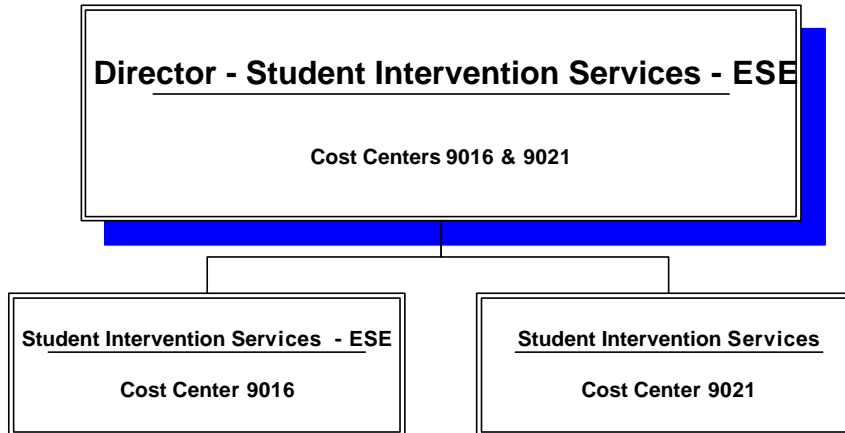 Director - Student Intervention Services - ESE
Cost Centers 9016 & 9021
Student Intervention Services - ESE
Cost Center 9016
Student Intervention Services
Cost Center 9021